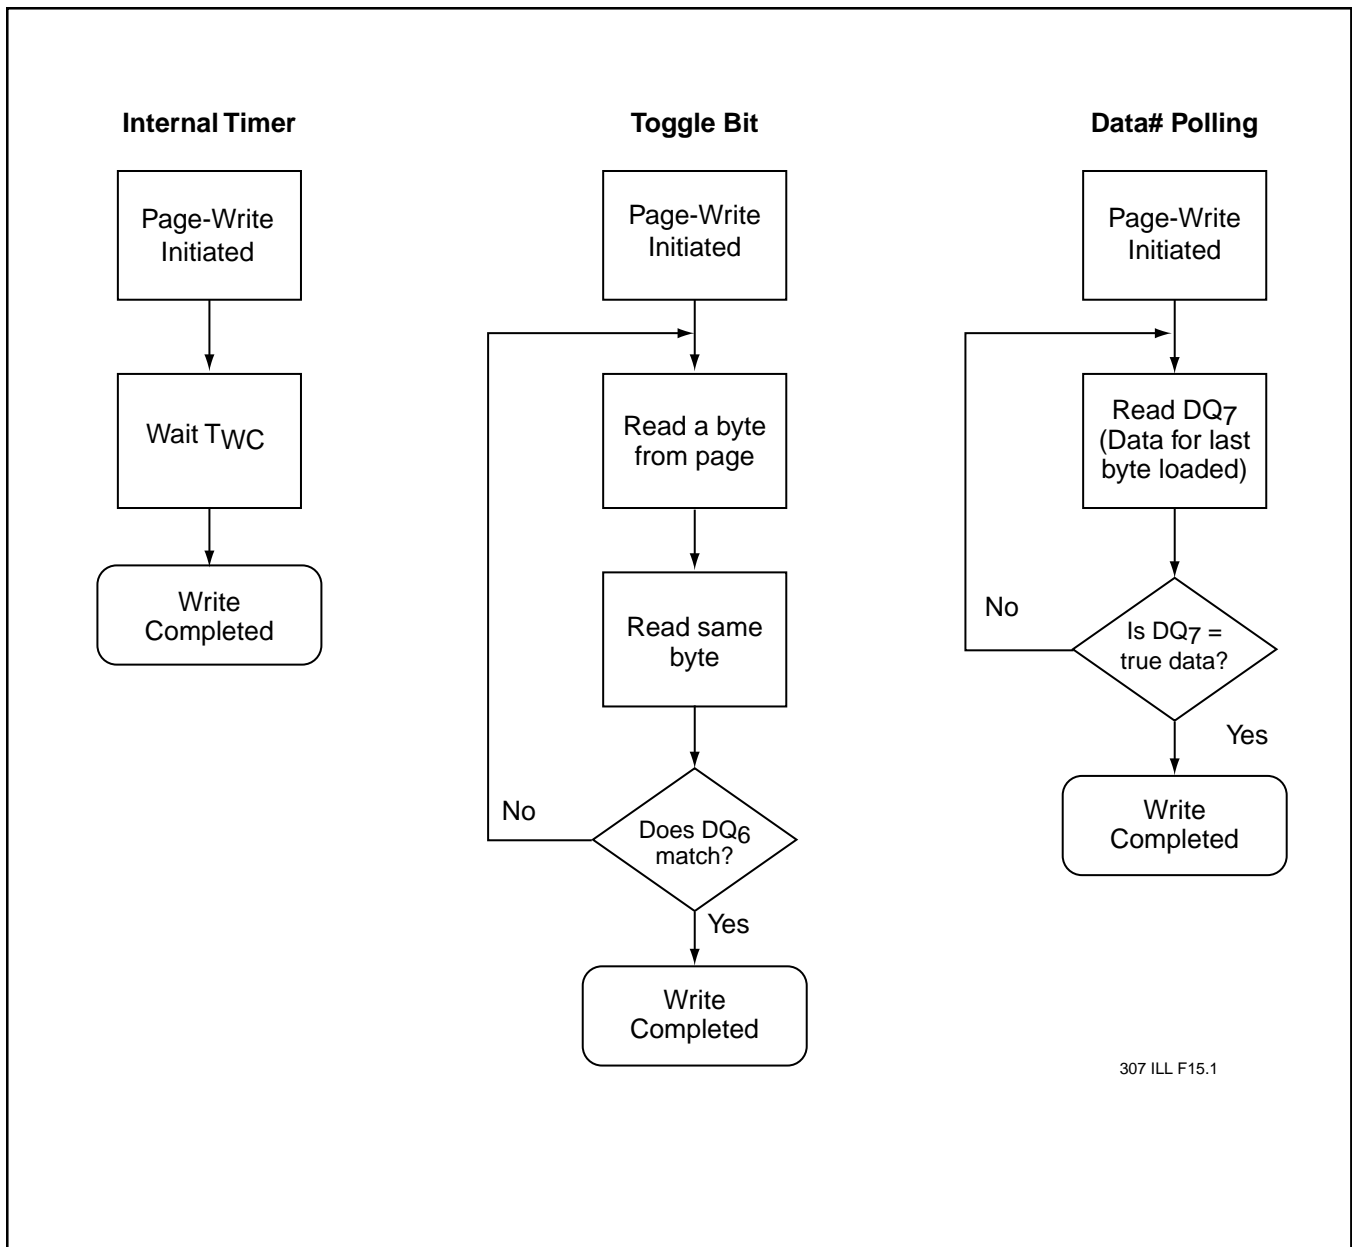 Internal Timer
Page-Write
Initiated
Wait TWC
Write
Completed
Toggle Bit
Page-Write
Initiated
Read a byte
from page
Read same
byte
No
Does DQ6
match?
Yes
Write
Completed
Data# Polling
Page-Write
Initiated
Read DQ7
(Data for last
byte loaded)
No
Is DQ7 =
true data?
Yes
Write
Completed
307 ILL F15.1